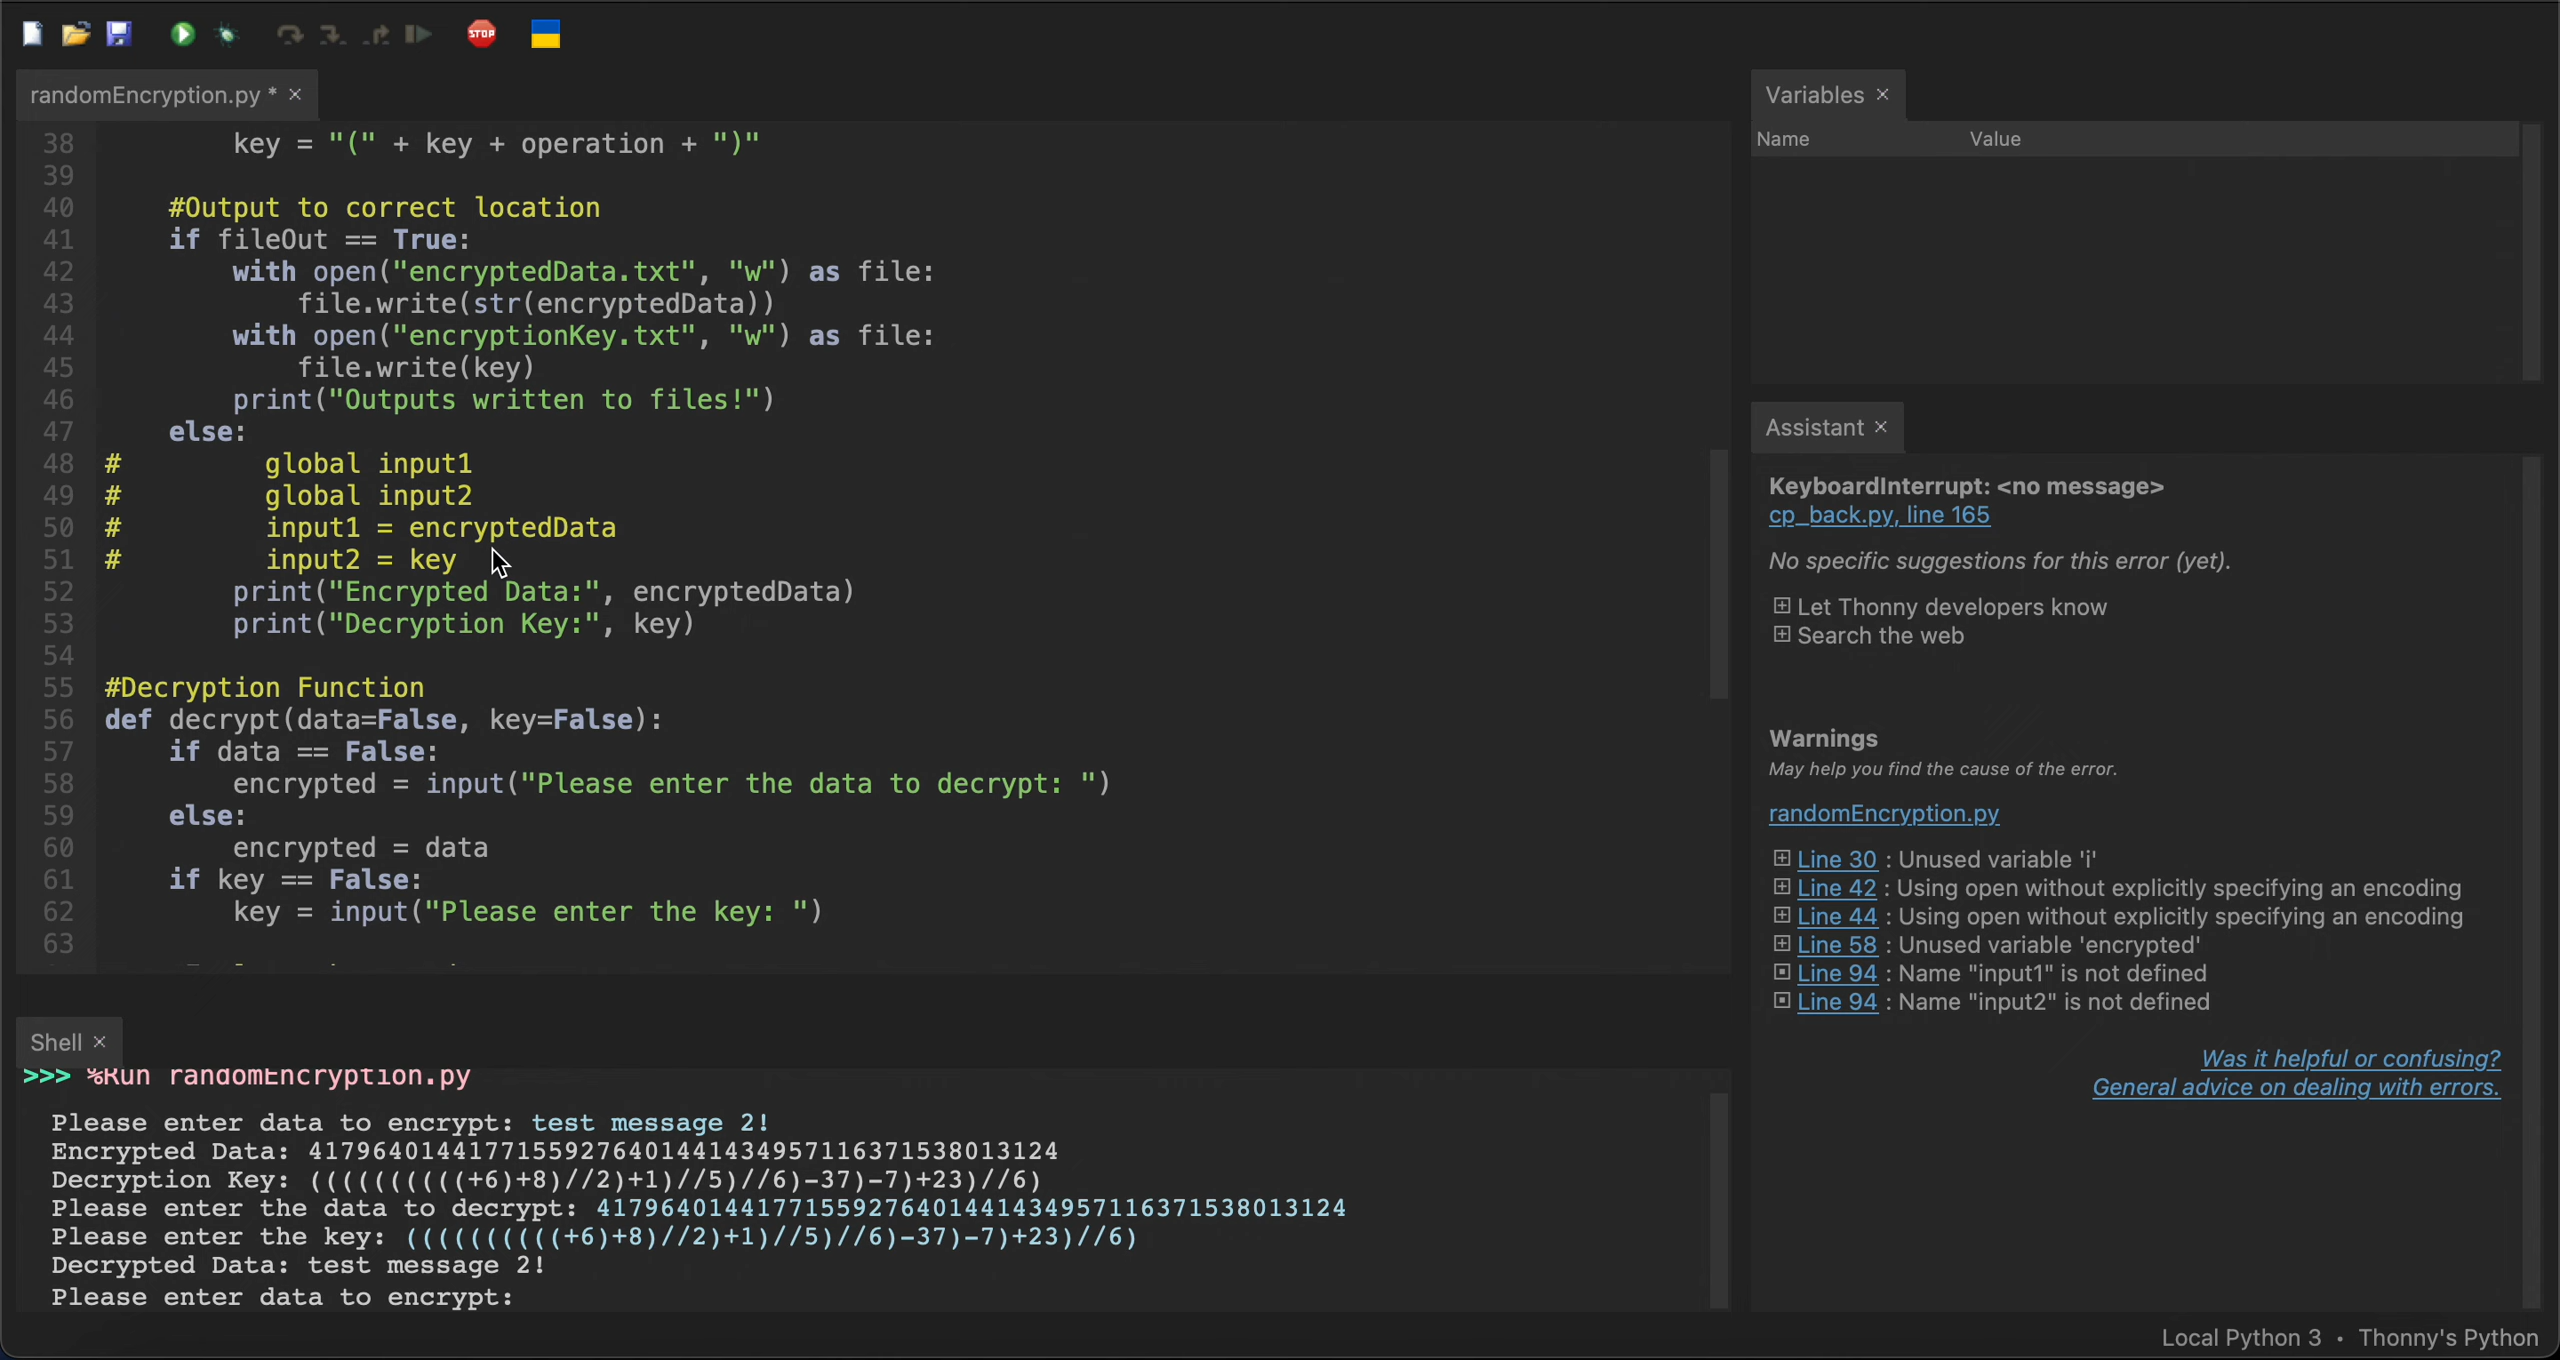 STOP
randomEncryption.py * ×
38 key = "(" + key + operation + ")"
39
40 #Output to correct location
41 if fileOut == True:
42 with open("encryptedData.txt", "w") as file:
43 file.write(str(encryptedData))
44 with open("encryptionKey.txt", "w") as file:
45 file.write(key)
46 print("Outputs written to files!")
47 else:
48 # global input1
49 # global input2
50 # input1 = encryptedData
51 # input2 = key
52 print("Encrypted Data:", encryptedData)
53 print("Decryption Key:", key)
54
55 #Decryption Function
56 def decrypt(data=False, key=False):
57 if data == False:
58 encrypted = input("Please enter the data to decrypt: ")
59 else:
60 encrypted = data
61 if key == False:
62 key = input("Please enter the key: ")
63
Shell ×
>>> %Run randomEncryption.py
Please enter data to encrypt: test message 2!
Encrypted Data: 41796401441771559276401441434957116371538013124
Decryption Key: ((((((((((+6)+8)//2)+1)//5)//6)-37)-7)+23)//6)
Please enter the data to decrypt: 41796401441771559276401441434957116371538013124
Please enter the key: ((((((((((+6)+8)//2)+1)//5)//6)-37)-7)+23)//6)
Decrypted Data: test message 2!
Please enter data to encrypt:
Variables ×
Name Value
Assistant ×
KeyboardInterrupt: <no message>
cp_back.py, line 165
No specific suggestions for this error (yet).
Let Thonny developers know
Search the web
Warnings
May help you find the cause of the error.
randomEncryption.py
Line 30 : Unused variable 'i'
Line 42 : Using open without explicitly specifying an encoding
Line 44 : Using open without explicitly specifying an encoding
Line 58 : Unused variable 'encrypted'
Line 94 : Name "input1" is not defined
Line 94 : Name "input2" is not defined
Was it helpful or confusing?
General advice on dealing with errors.
Local Python 3 • Thonny's Python